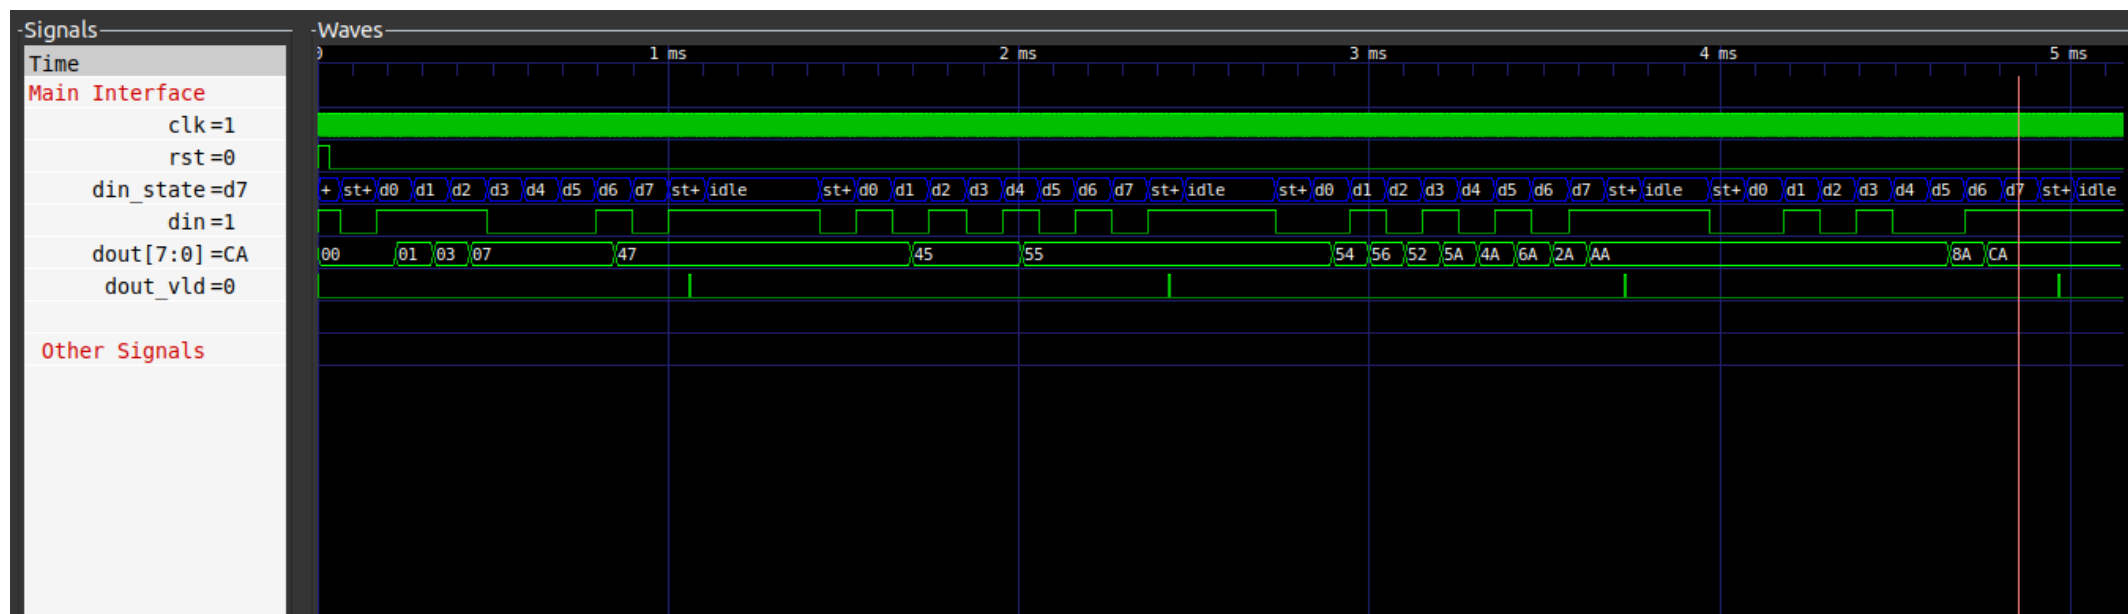 Signals Waves
Time 0 1 ms 2 ms 3 ms 4 ms 5 ms
Main Interface
clk =1
rst =0
din_state =d7 + st+ d0 d1 d2 d3 d4 d5 d6 d7 st+ idle st+ d0 d1 d2 d3 d4 d5 d6 d7 st+ idle st+ d0 d1 d2 d3 d4 d5 d6 d7 st+ idle st+ d0 d1 d2 d3 d4 d5 d6 d7 st+ idle
din =1
dout[7:0] =CA 00 01 03 07 47 45 55 54 56 52 5A 4A 6A 2A AA 8A CA
dout_vld =0
Other Signals